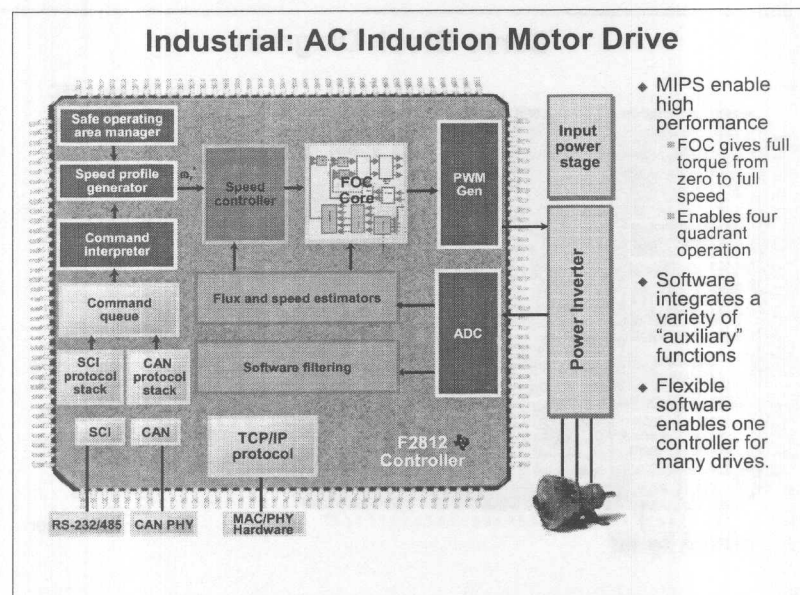 Industrial: AC Induction Motor Drive
Safe operating
area manager
Speed profile
generator
Command
interpreter
Command
queue
SCI
protocol
stack
CAN
protocol
stack
SCI
CAN
RS-232/485
CAN PHY
Speed
controller
FOC
Core
PWM
Gen
Flux and speed estimators
Software filtering
ADC
TCP/IP
protocol
MAC/PHY
Hardware
F2812
Controller
Input
power
stage
Power Inverter
◆ MIPS enable
high
performance
FOC gives full
torque from
zero to full
speed
Enables four
quadrant
operation
◆ Software
integrates a
variety of
“auxiliary”
functions
◆ Flexible
software
enables one
controller for
many drives.